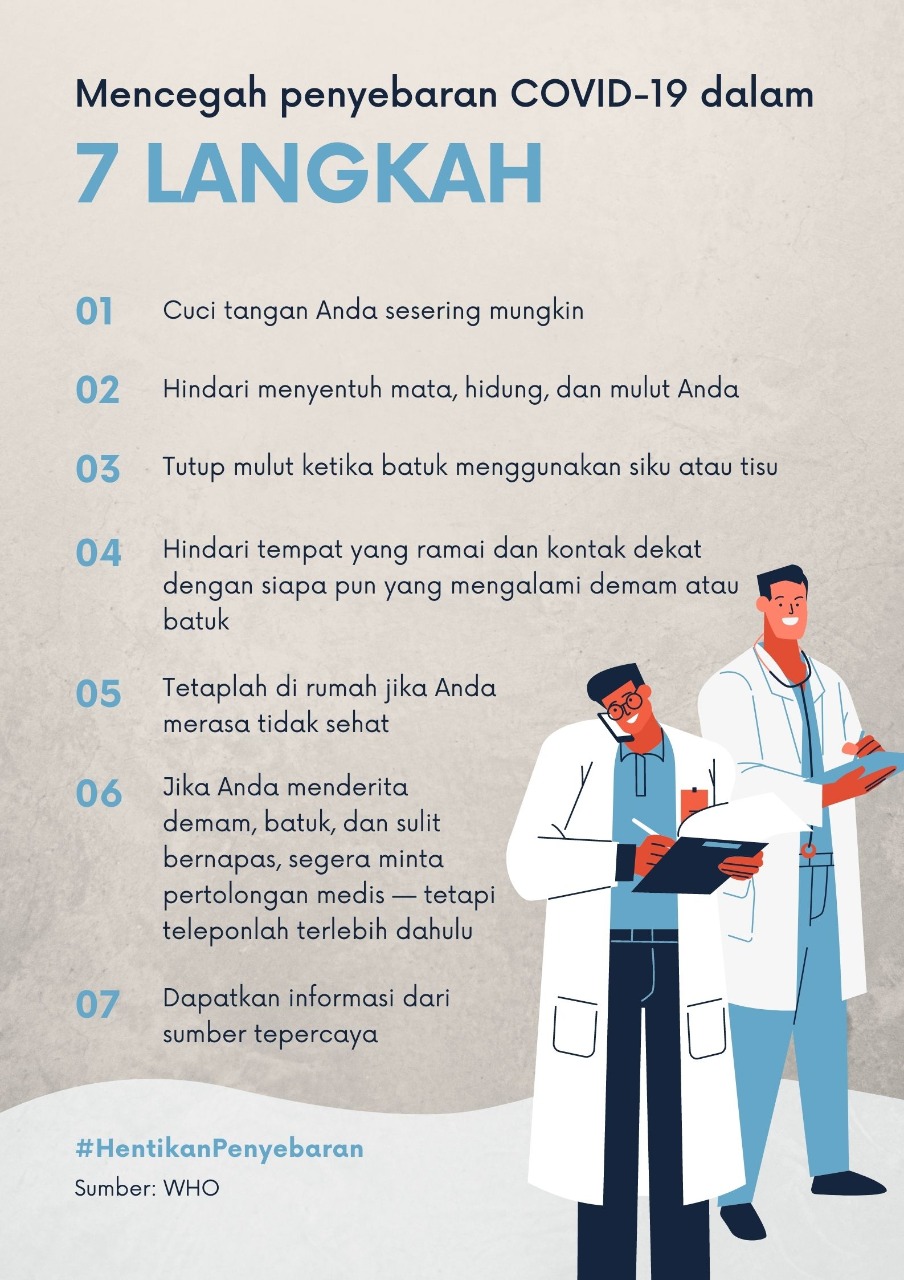 Mencegah penyebaran COVID-19 dalam
7 LANGKAH
01 Cuci tangan Anda sesering mungkin
02 Hindari menyentuh mata, hidung, dan mulut Anda
03 Tutup mulut ketika batuk menggunakan siku atau tisu
04 Hindari tempat yang ramai dan kontak dekat
dengan siapa pun yang mengalami demam atau
batuk
05 Tetaplah di rumah jika Anda
merasa tidak sehat
06 Jika Anda menderita
demam, batuk, dan sulit
bernapas, segera minta
pertolongan medis — tetapi
teleponlah terlebih dahulu
07 Dapatkan informasi dari
sumber tepercaya
#HentikanPenyebaran
Sumber: WHO